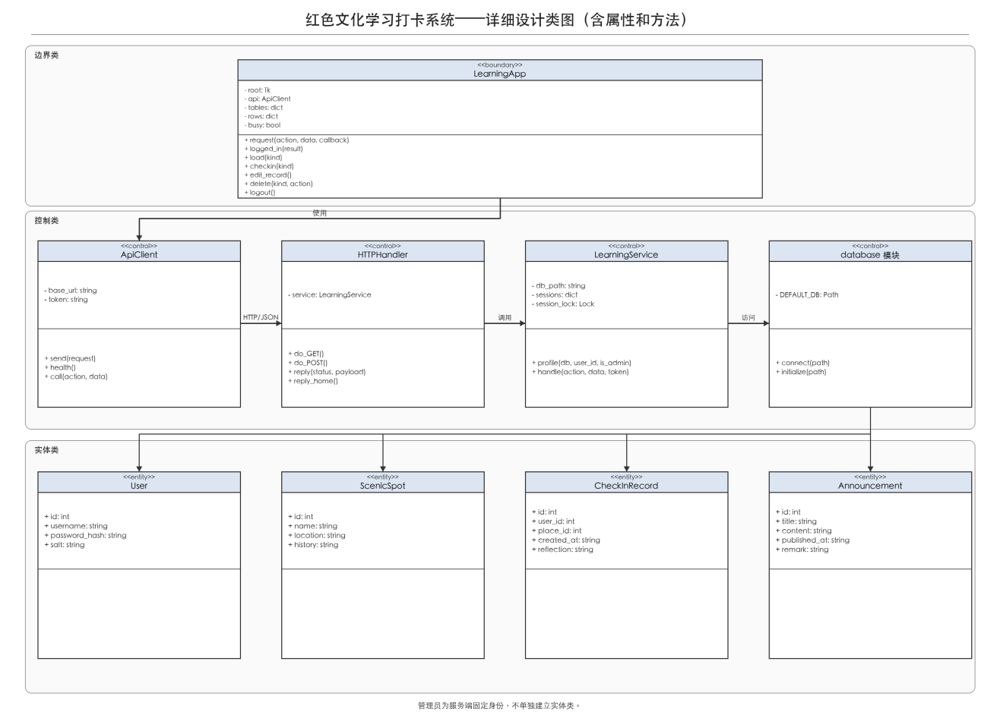 红色文化学习打卡系统——详细设计类图（含属性和方法）
边界类
<<boundary>>
LearningApp
- root: Tk
- api: ApiClient
- tables: dict
- rows: dict
- busy: bool
+ request(action, data, callback)
+ logged_in(result)
+ load(kind)
+ checkin(kind)
+ edit_record()
+ delete(kind, action)
+ logout()
使用
控制类
<<control>>
ApiClient
- base_url: string
- token: string
+ send(request)
+ health()
+ call(action, data)
HTTP/JSON
<<control>>
HTTPHandler
- service: LearningService
+ do_GET()
+ do_POST()
+ reply(status, payload)
+ reply_home()
调用
<<control>>
LearningService
- db_path: string
- sessions: dict
- session_lock: Lock
+ profile(db, user_id, is_admin)
+ handle(action, data, token)
访问
<<control>>
database 模块
- DEFAULT_DB: Path
+ connect(path)
+ initialize(path)
实体类
<<entity>>
User
+ id: int
+ username: string
+ password_hash: string
+ salt: string
<<entity>>
ScenicSpot
+ id: int
+ name: string
+ location: string
+ history: string
<<entity>>
CheckInRecord
+ id: int
+ user_id: int
+ place_id: int
+ created_at: string
+ reflection: string
<<entity>>
Announcement
+ id: int
+ title: string
+ content: string
+ published_at: string
+ remark: string
管理员为服务端固定身份，不单独建立实体类。